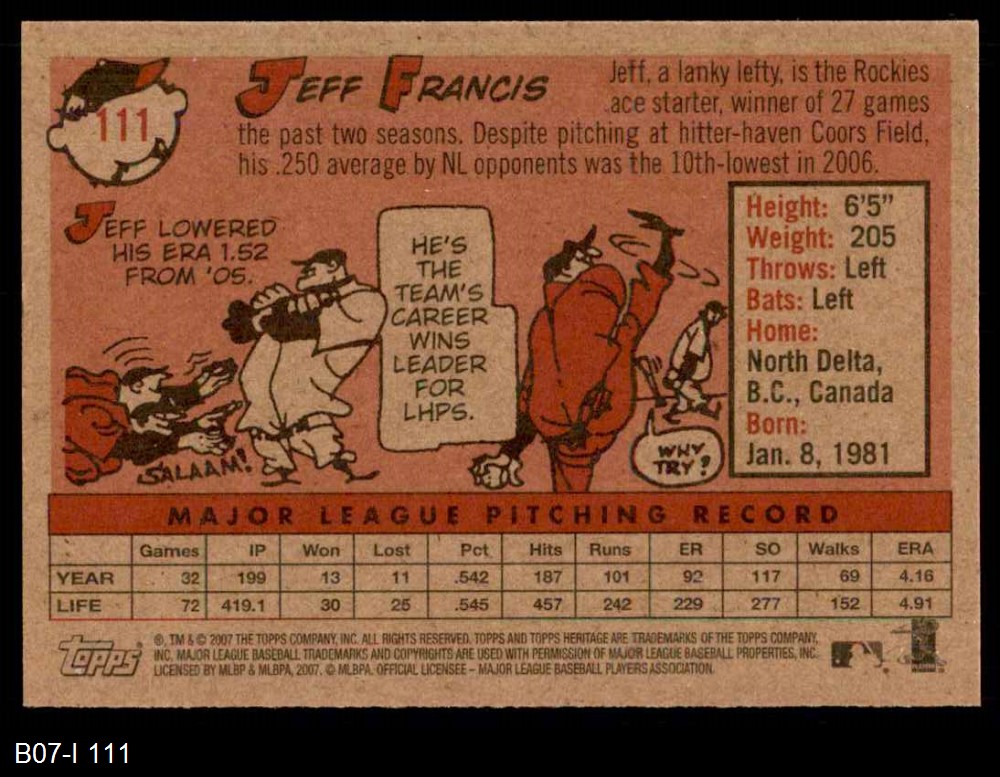 111
JEFF FRANCIS
Jeff, a lanky lefty, is the Rockies
ace starter, winner of 27 games
the past two seasons. Despite pitching at hitter-haven Coors Field,
his .250 average by NL opponents was the 10th-lowest in 2006.
JEFF LOWERED
HIS ERA 1.52
FROM '05.
SALAAM!
HE'S
THE
TEAM'S
CAREER
WINS
LEADER
FOR
LHPS.
WHY
TRY?
Height: 6'5"
Weight: 205
Throws: Left
Bats: Left
Home:
North Delta,
B.C., Canada
Born:
Jan. 8, 1981
MAJOR LEAGUE PITCHING RECORD
Games IP Won Lost Pct Hits Runs ER SO Walks ERA
YEAR 32 199 13 11 .542 187 101 92 117 69 4.16
LIFE 72 419.1 30 25 .545 457 242 229 277 152 4.91
Topps
®, TM & © 2007 THE TOPPS COMPANY, INC. ALL RIGHTS RESERVED. TOPPS AND TOPPS HERITAGE ARE TRADEMARKS OF THE TOPPS COMPANY,
INC. MAJOR LEAGUE BASEBALL TRADEMARKS AND COPYRIGHTS ARE USED WITH PERMISSION OF MAJOR LEAGUE BASEBALL PROPERTIES, INC.
LICENSED BY MLBP & MLBPA, 2007. © MLBPA. OFFICIAL LICENSEE – MAJOR LEAGUE BASEBALL PLAYERS ASSOCIATION.
B07-I 111